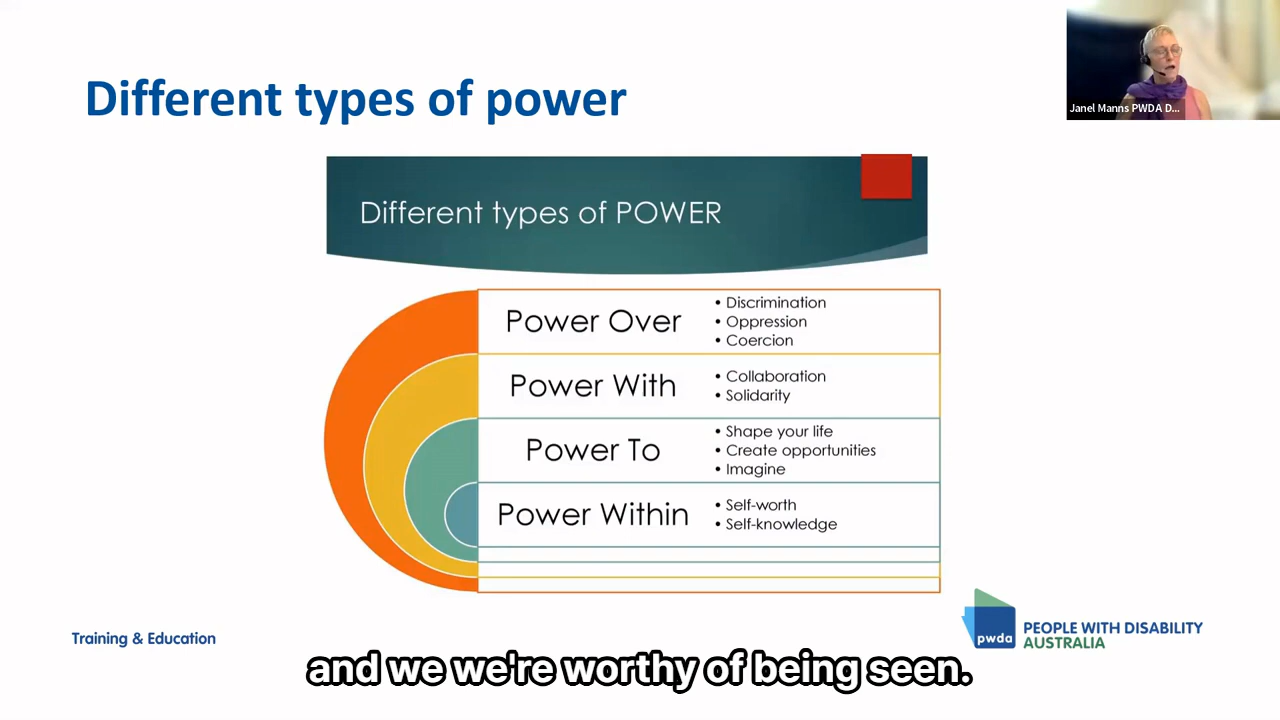 Different types of power
Janel Manns PWDA D...
Different types of POWER
Power Over
• Discrimination
• Oppression
• Coercion
Power With
• Collaboration
• Solidarity
Power To
• Shape your life
• Create opportunities
• Imagine
Power Within
• Self-worth
• Self-knowledge
Training & Education
pwda
PEOPLE WITH DISABILITY
AUSTRALIA
and we we're worthy of being seen.